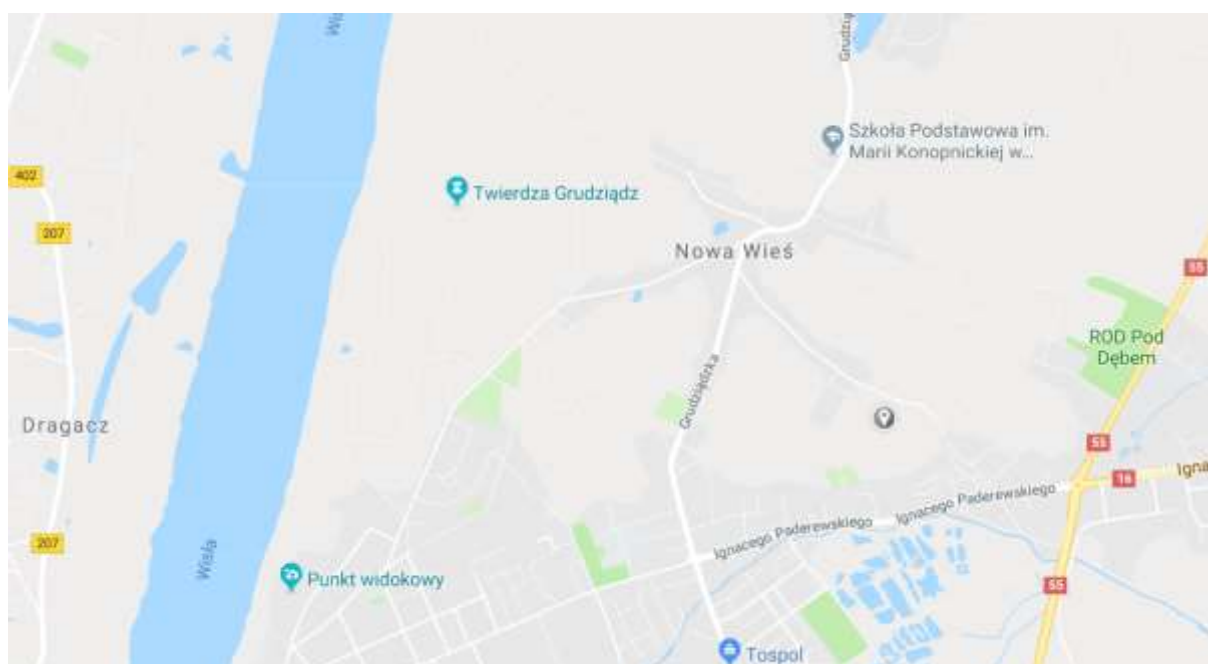 Wisła
Grudzią
Szkoła Podstawowa im.
Marii Konopnickiej w...
402
Twierdza Grudziądz
207
Nowa Wieś
55
ROD Pod
Dębem
Grudziądzka
Dragacz
55
16
Igna
Ignacego Paderewskiego
Ignacego Paderewskiego
207
Wisła
Punkt widokowy
55
Tospol